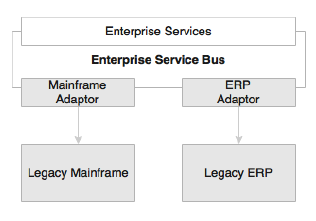 Enterprise Services
Enterprise Service Bus
Mainframe
Adaptor
ERP
Adaptor
Legacy Mainframe
Legacy ERP